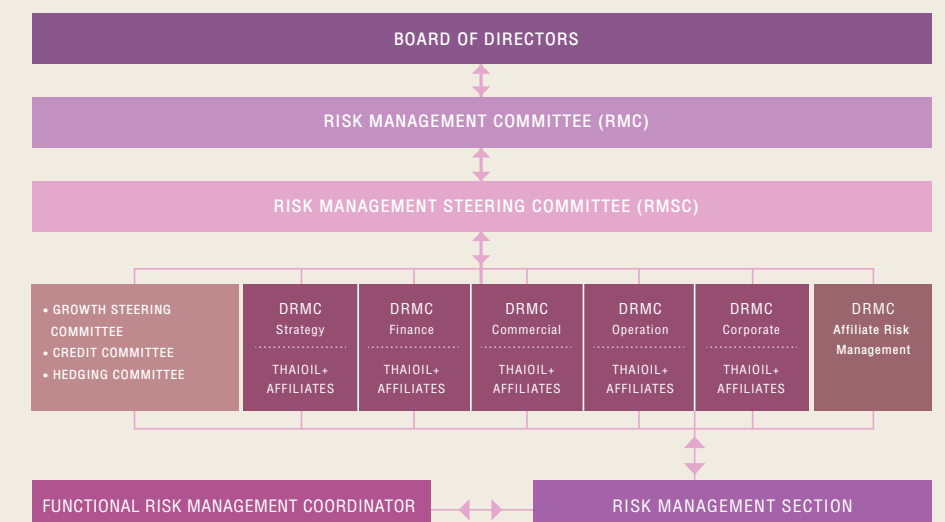 BOARD OF DIRECTORS
RISK MANAGEMENT COMMITTEE (RMC)
RISK MANAGEMENT STEERING COMMITTEE (RMSC)
• GROWTH STEERING
COMMITTEE
• CREDIT COMMITTEE
• HEDGING COMMITTEE
DRMC
Strategy
THAIOIL+
AFFILIATES
DRMC
Finance
THAIOIL+
AFFILIATES
DRMC
Commercial
THAIOIL+
AFFILIATES
DRMC
Operation
THAIOIL+
AFFILIATES
DRMC
Corporate
THAIOIL+
AFFILIATES
DRMC
Affiliate Risk
Management
FUNCTIONAL RISK MANAGEMENT COORDINATOR
RISK MANAGEMENT SECTION